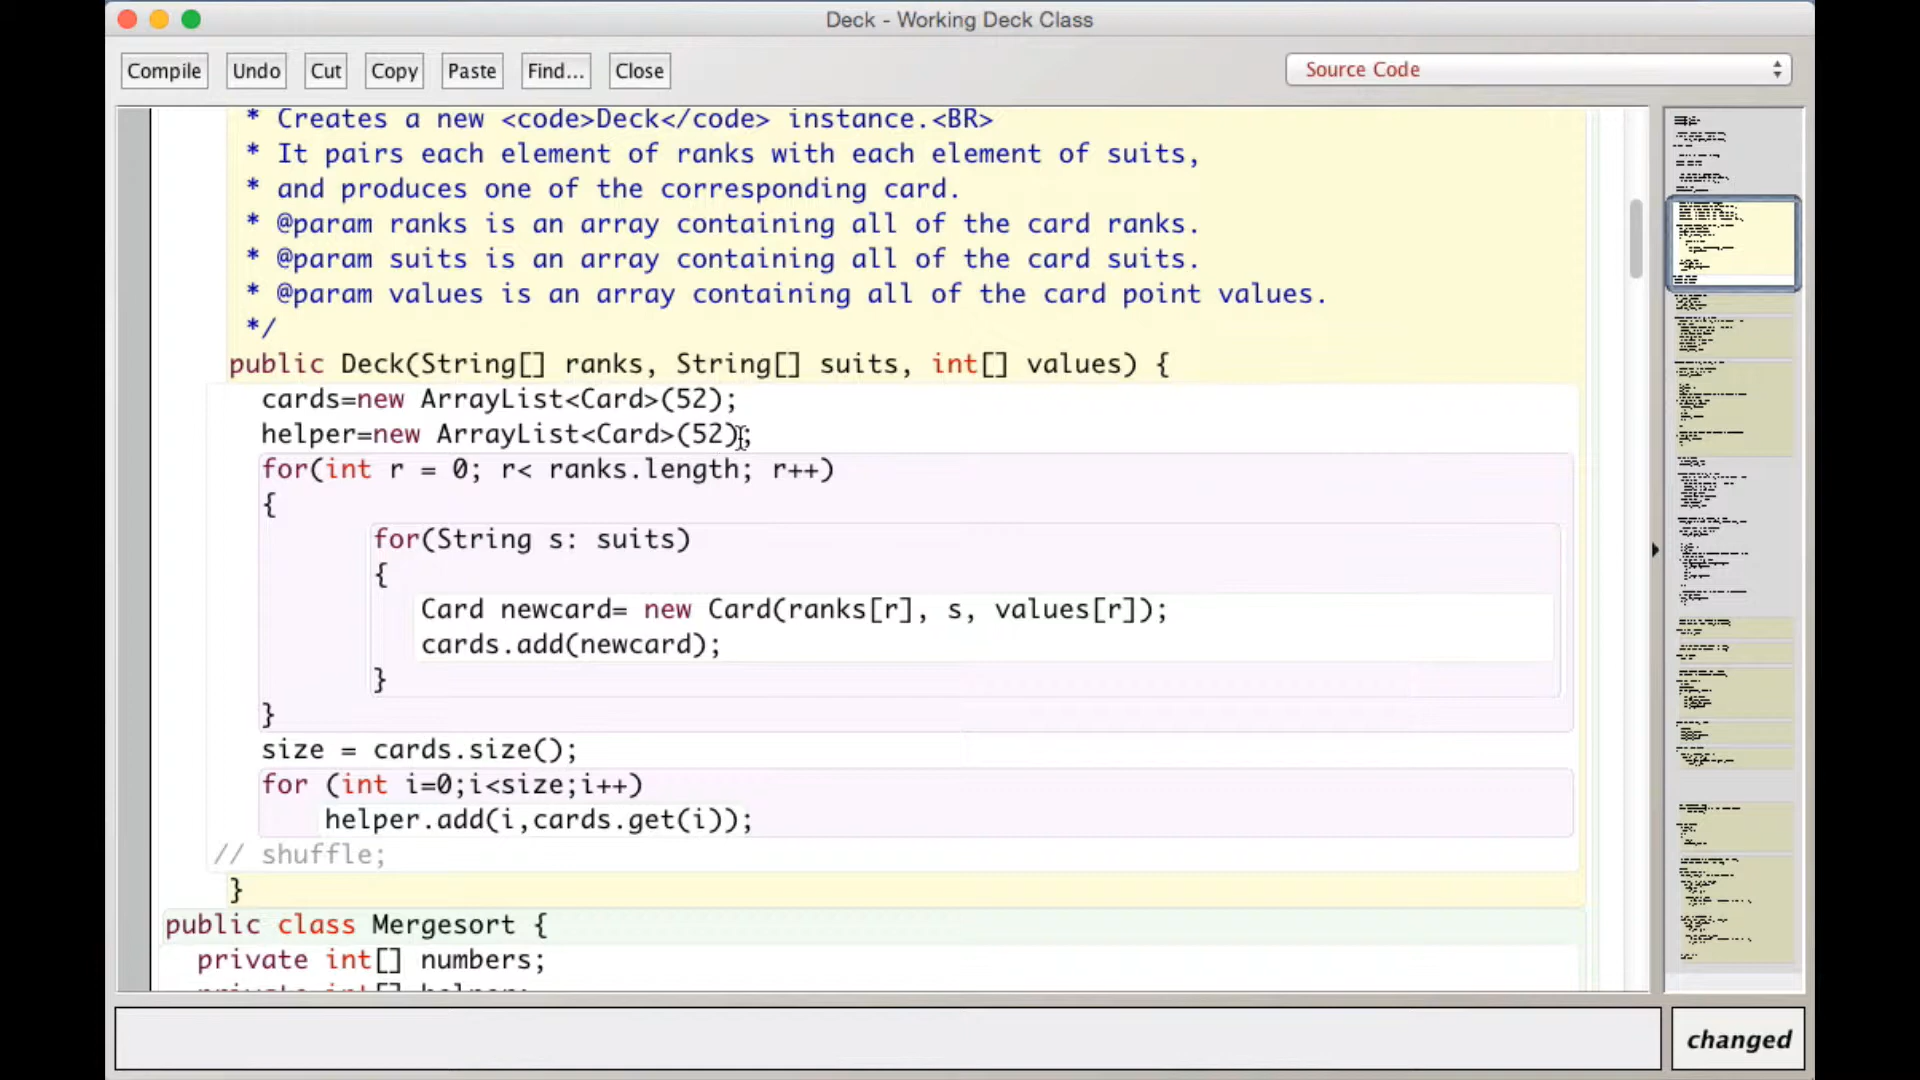 Deck - Working Deck Class
Compile Undo Cut Copy Paste Find... Close Source Code
* Creates a new <code>Deck</code> instance.<BR>
* It pairs each element of ranks with each element of suits,
* and produces one of the corresponding card.
* @param ranks is an array containing all of the card ranks.
* @param suits is an array containing all of the card suits.
* @param values is an array containing all of the card point values.
*/
public Deck(String[] ranks, String[] suits, int[] values) {
cards=new ArrayList<Card>(52);
helper=new ArrayList<Card>(52);
for(int r = 0; r< ranks.length; r++)
{
for(String s: suits)
{
Card newcard= new Card(ranks[r], s, values[r]);
cards.add(newcard);
}
}
size = cards.size();
for (int i=0;i<size;i++)
helper.add(i,cards.get(i));
// shuffle;
}
public class Mergesort {
private int[] numbers;
changed